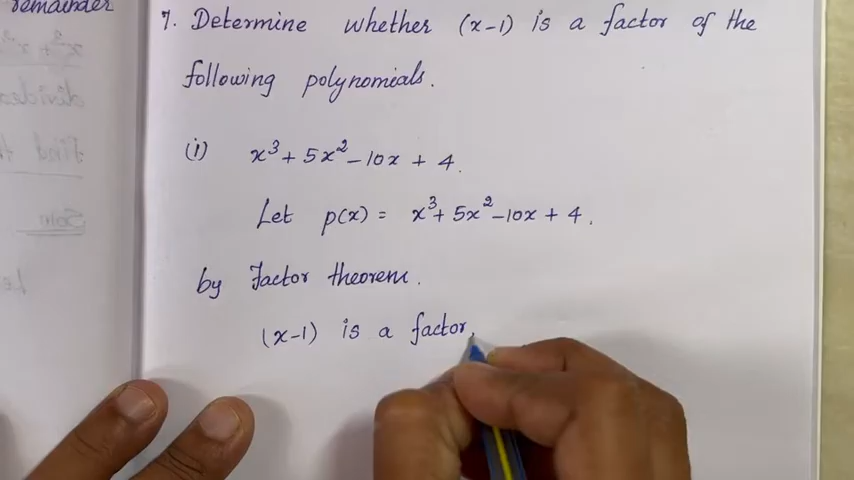 remainder
7. Determine whether (x-1) is a factor of the
following polynomials.
(i) x³ + 5x² - 10x + 4.
Let p(x) = x³ + 5x² - 10x + 4.
by Factor theorem.
(x-1) is a factor